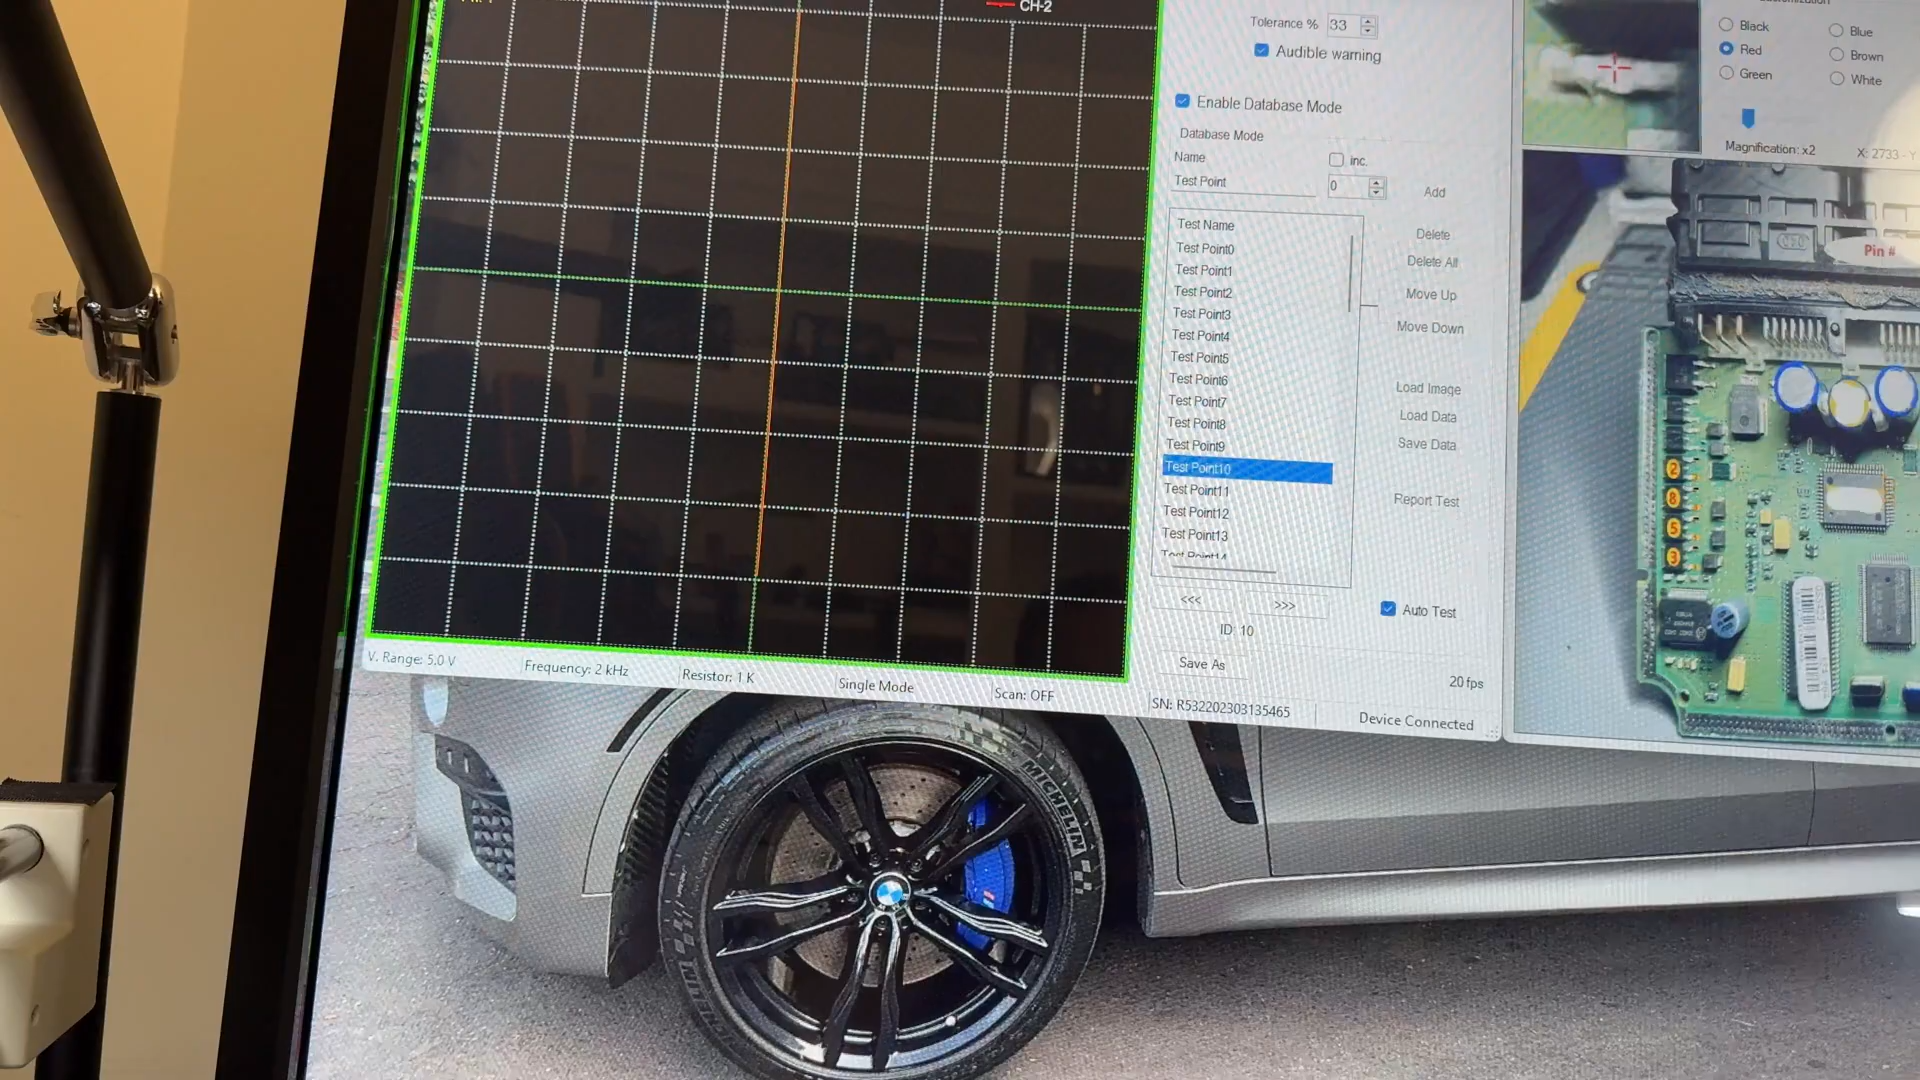 CH-2
Tolerance % 33
Audible warning
Enable Database Mode
Database Mode
Name
inc.
Test Point
0
Add
Test Name
Test Point0
Test Point1
Test Point2
Test Point3
Test Point4
Test Point5
Test Point6
Test Point7
Test Point8
Test Point9
Test Point10
Test Point11
Test Point12
Test Point13
Test Point14
Delete
Delete All
Move Up
Move Down
Load Image
Load Data
Save Data
Report Test
<<<
>>>
Auto Test
ID: 10
Save As
20 fps
V. Range: 5.0 V
Frequency: 2 kHz
Resistor: 1 K
Single Mode
Scan: OFF
SN: R532202303135465
Device Connected
Black
Blue
Red
Brown
Green
White
Magnification: x2
X: 2733 - Y
Pin #
2
8
5
3
MICHELIN